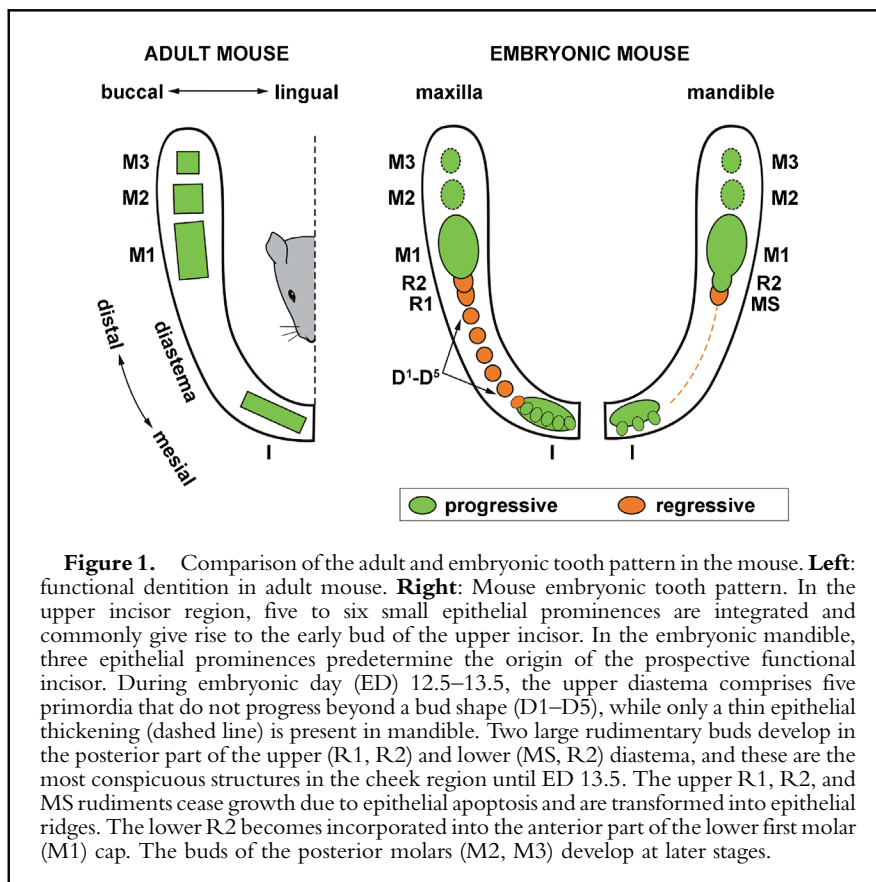 ADULT MOUSE
buccal lingual
M3
M2
M1
distal
diastema
mesial
I
EMBRYONIC MOUSE
maxilla mandible
M3 M3
M2 M2
M1 M1
R2 R2
R1 MS
D¹-D⁵
I I
progressive regressive
Figure 1. Comparison of the adult and embryonic tooth pattern in the mouse. Left:
functional dentition in adult mouse. Right: Mouse embryonic tooth pattern. In the
upper incisor region, five to six small epithelial prominences are integrated and
commonly give rise to the early bud of the upper incisor. In the embryonic mandible,
three epithelial prominences predetermine the origin of the prospective functional
incisor. During embryonic day (ED) 12.5–13.5, the upper diastema comprises five
primordia that do not progress beyond a bud shape (D1–D5), while only a thin epithelial
thickening (dashed line) is present in mandible. Two large rudimentary buds develop in
the posterior part of the upper (R1, R2) and lower (MS, R2) diastema, and these are the
most conspicuous structures in the cheek region until ED 13.5. The upper R1, R2, and
MS rudiments cease growth due to epithelial apoptosis and are transformed into epithelial
ridges. The lower R2 becomes incorporated into the anterior part of the lower first molar
(M1) cap. The buds of the posterior molars (M2, M3) develop at later stages.